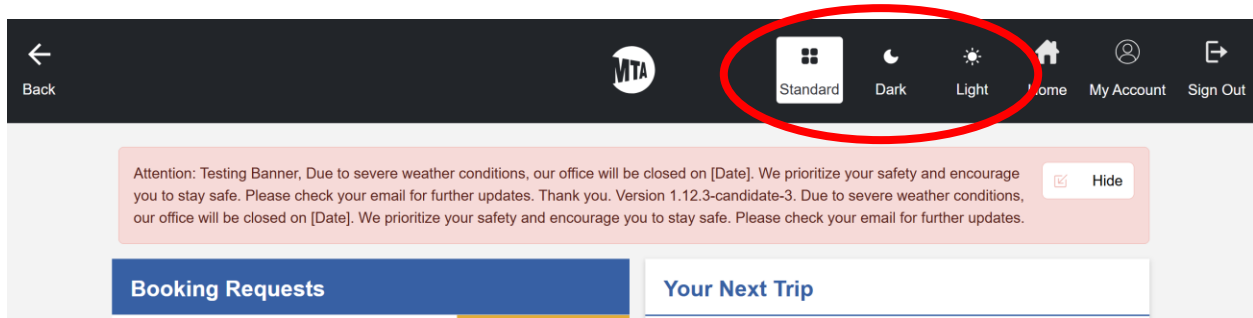 Back
MTA
Standard
Dark
Light
Home
My Account
Sign Out
Attention: Testing Banner, Due to severe weather conditions, our office will be closed on [Date]. We prioritize your safety and encourage
you to stay safe. Please check your email for further updates. Thank you. Version 1.12.3-candidate-3. Due to severe weather conditions,
our office will be closed on [Date]. We prioritize your safety and encourage you to stay safe. Please check your email for further updates.
Hide
Booking Requests
Your Next Trip